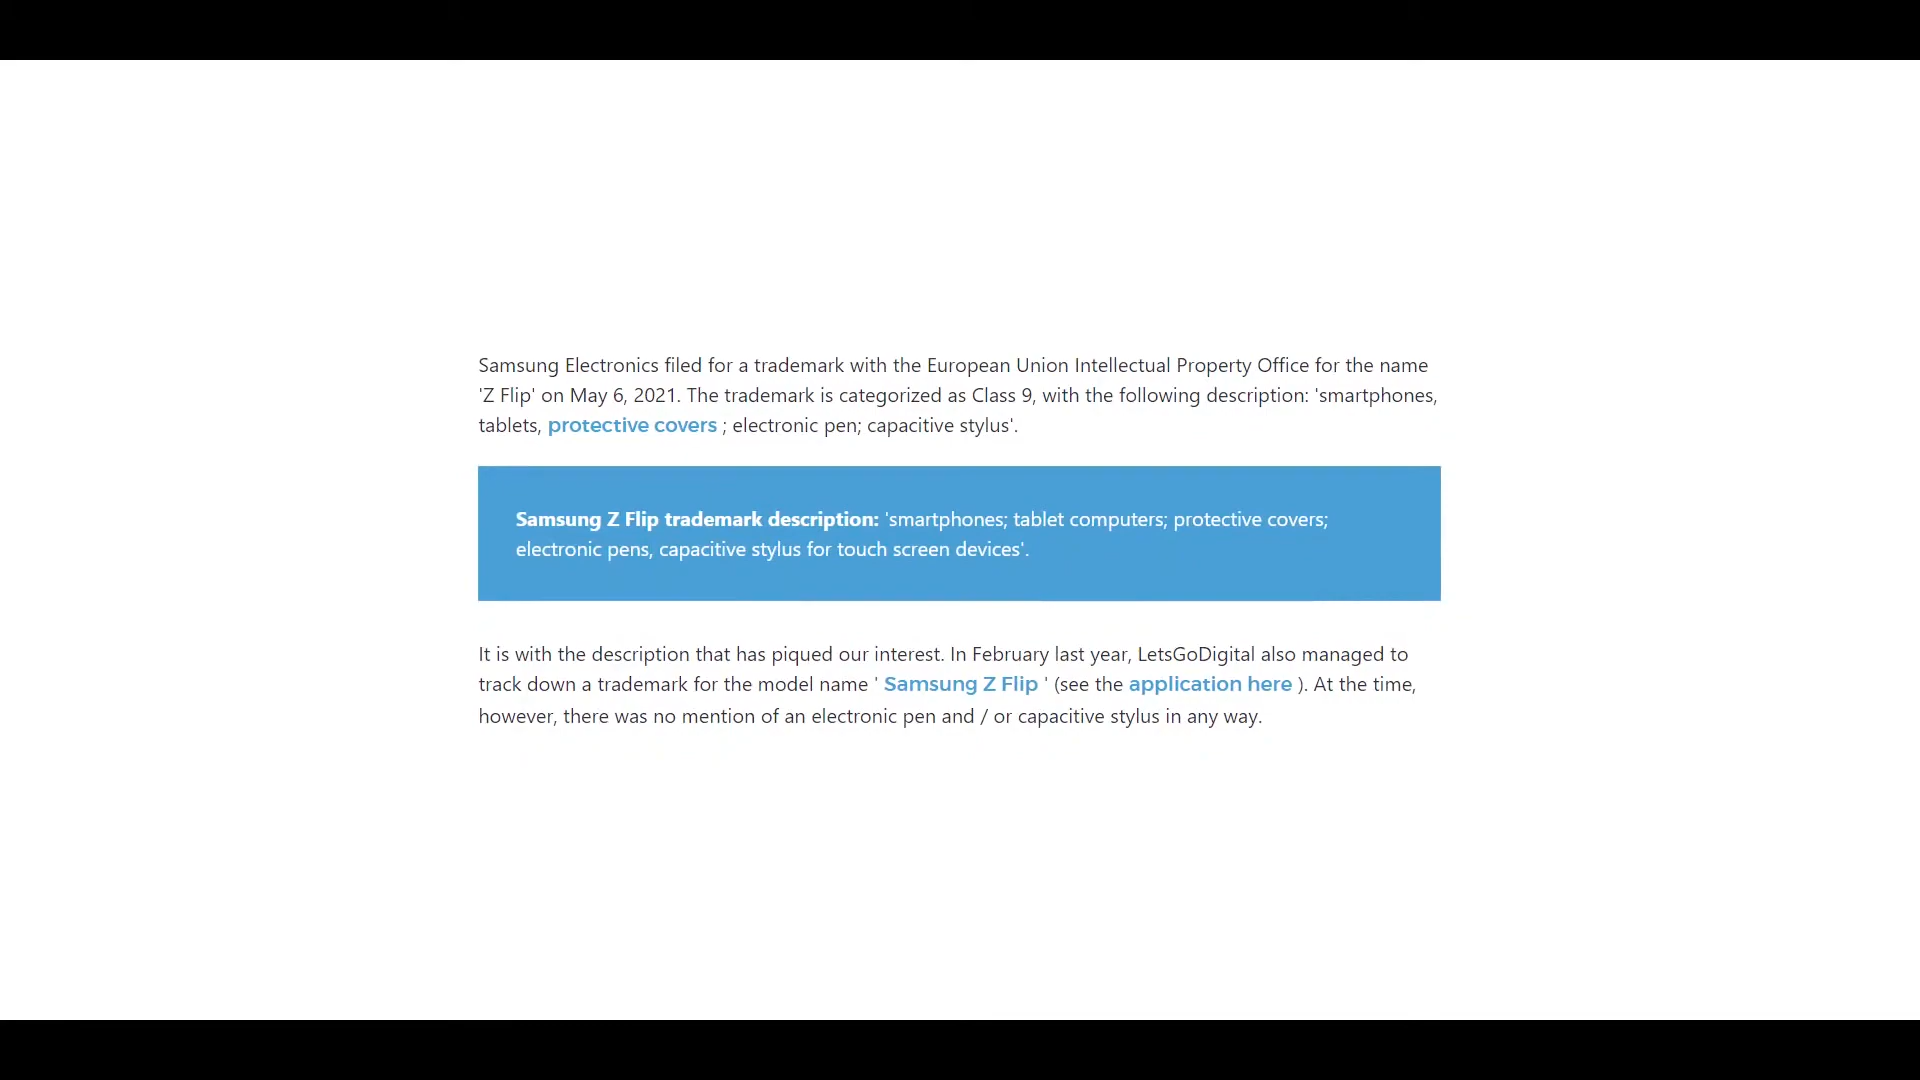 Samsung Electronics filed for a trademark with the European Union Intellectual Property Office for the name
'Z Flip' on May 6, 2021. The trademark is categorized as Class 9, with the following description: 'smartphones,
tablets, protective covers ; electronic pen; capacitive stylus'.
Samsung Z Flip trademark description: 'smartphones; tablet computers; protective covers;
electronic pens, capacitive stylus for touch screen devices'.
It is with the description that has piqued our interest. In February last year, LetsGoDigital also managed to
track down a trademark for the model name ' Samsung Z Flip ' (see the application here ). At the time,
however, there was no mention of an electronic pen and / or capacitive stylus in any way.